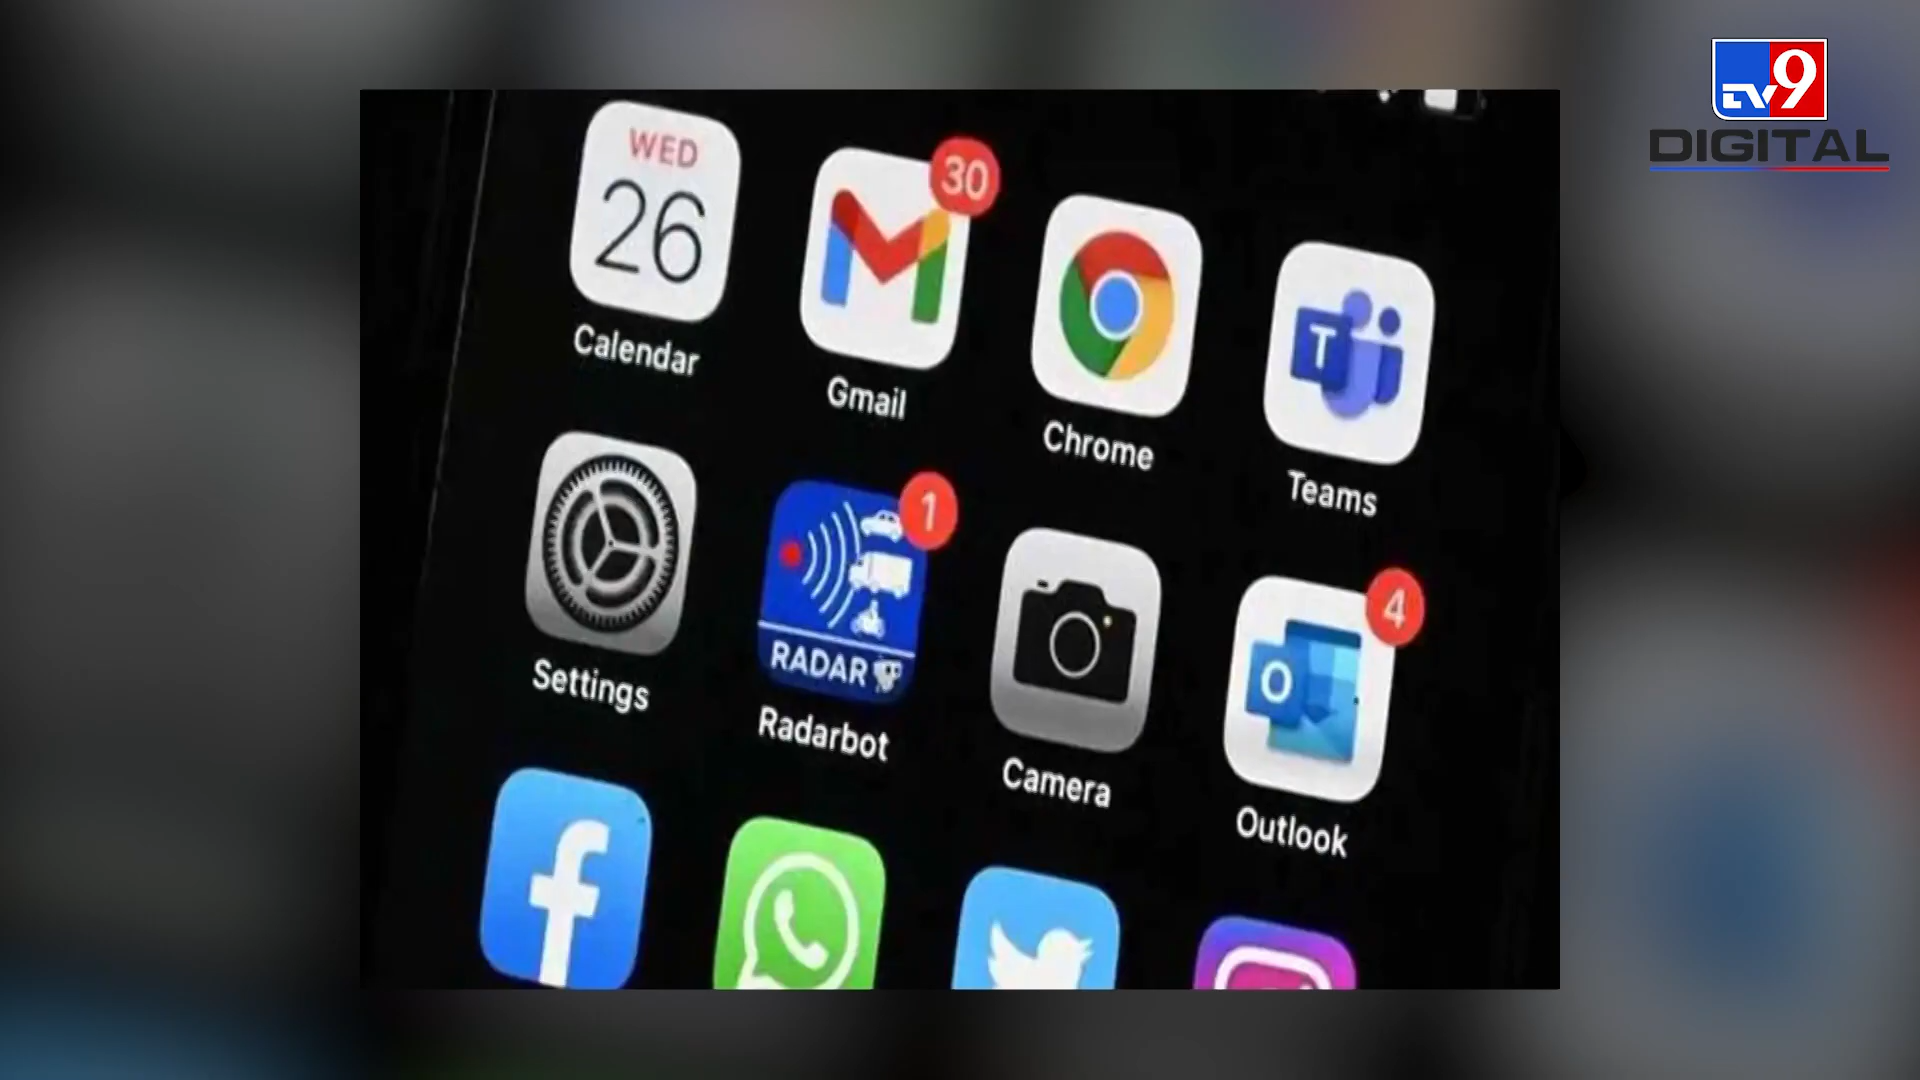 TV9
DIGITAL
WED
26
Calendar
30
Gmail
Chrome
T
Teams
Settings
1
RADAR
Radarbot
Camera
4
O
Outlook